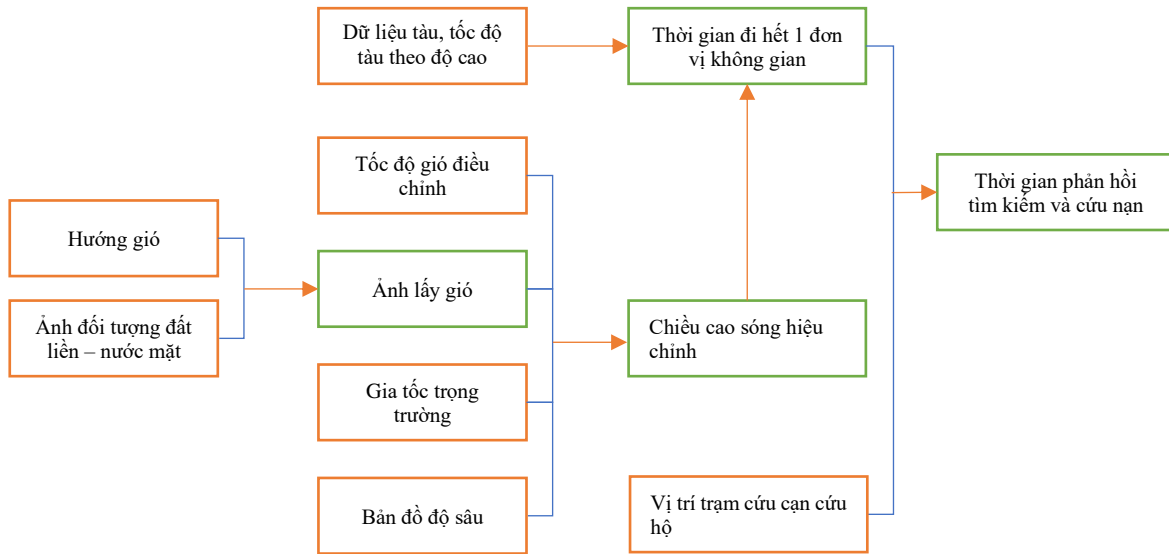 Dữ liệu tàu, tốc độ
tàu theo độ cao
Thời gian đi hết 1 đơn
vị không gian
Tốc độ gió điều
chỉnh
Thời gian phản hồi
tìm kiếm và cứu nạn
Hướng gió
Ảnh lấy gió
Ảnh đối tượng đất
liền – nước mặt
Chiều cao sóng hiệu
chỉnh
Gia tốc trọng
trường
Bản đồ độ sâu
Vị trí trạm cứu cạn cứu
hộ